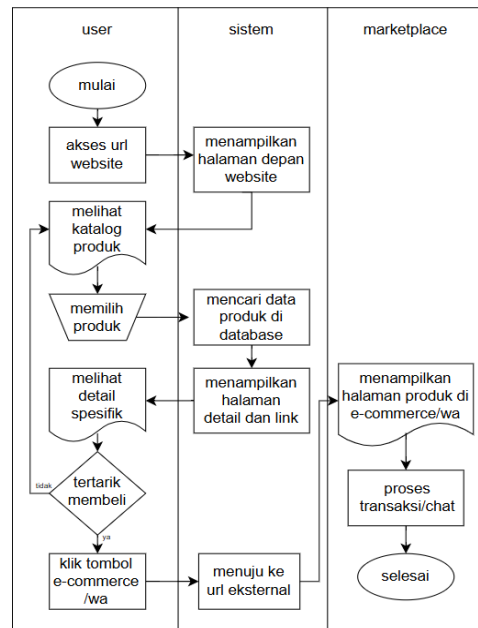 user
sistem
marketplace
mulai
akses url
website
menampilkan
halaman depan
website
melihat
katalog
produk
memilih
produk
mencari data
produk di
database
melihat
detail
spesifik
menampilkan
halaman
detail dan link
menampilkan
halaman produk di
e-commerce/wa
tidak
tertarik
membeli
ya
proses
transaksi/chat
klik tombol
e-commerce
/wa
menuju ke
url eksternal
selesai